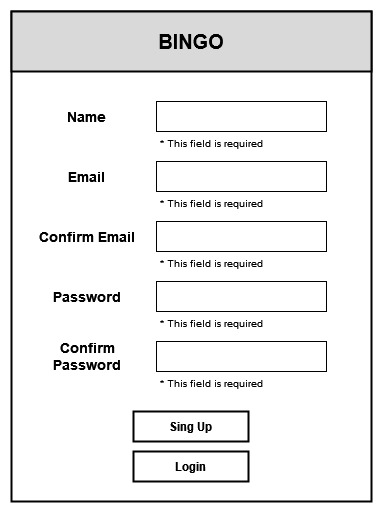 BINGO
Name
* This field is required
Email
* This field is required
Confirm Email
* This field is required
Password
* This field is required
Confirm
Password
* This field is required
Sing Up
Login